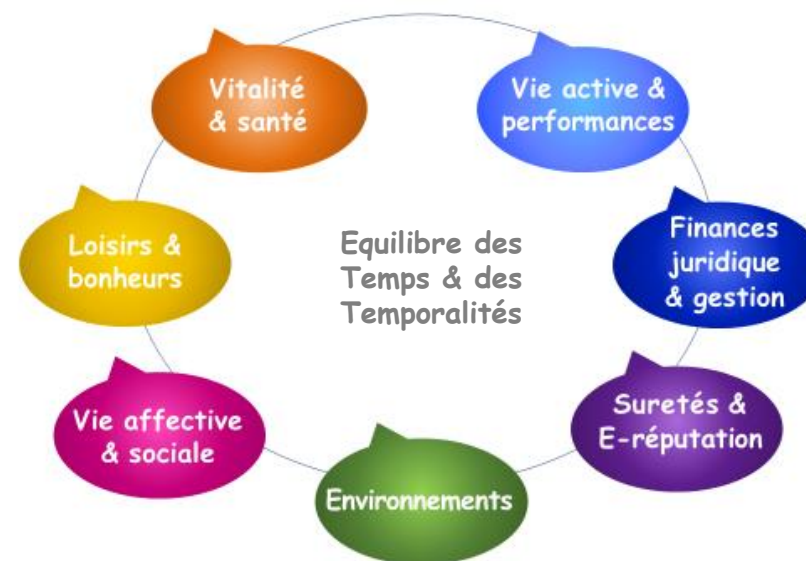 Vitalité
& santé
Vie active &
performances
Loisirs &
bonheurs
Equilibre des
Temps & des
Temporalités
Finances
juridique
& gestion
Vie affective
& sociale
Suretés &
E-réputation
Environnements